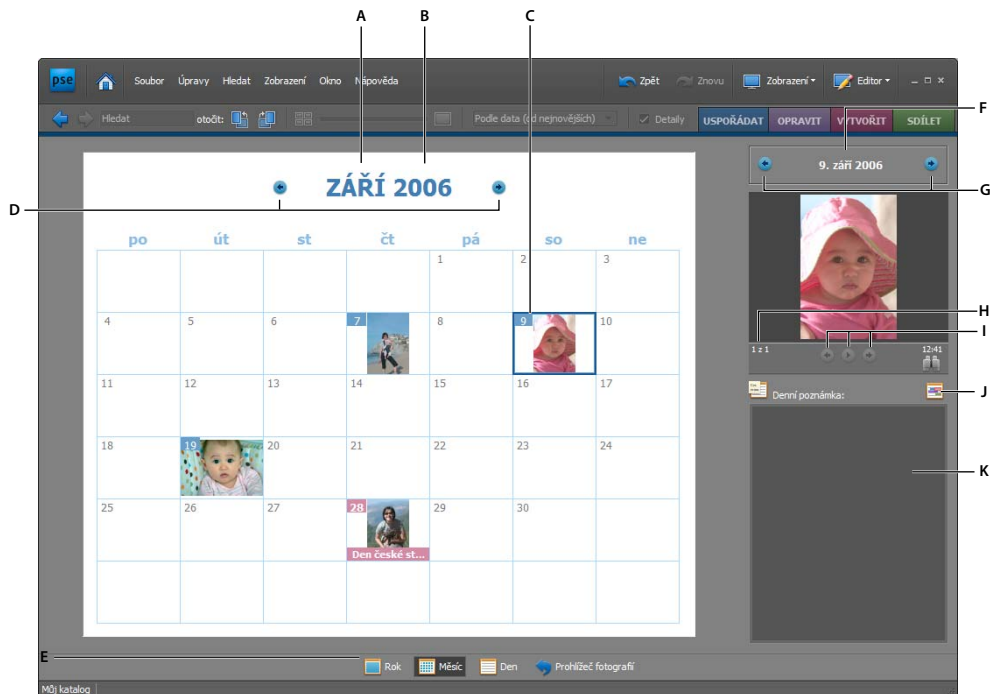 A B C
pse Soubor Úpravy Hledat Zobrazení Okno Nápověda Zpět Znovu Zobrazení Editor
F
Hledat otočit: Podle data (od nejnovějších) Detaily USPOŘÁDAT OPRAVIT VYTVOŘIT SDÍLET
9. září 2006
G
ZÁŘÍ 2006
D
po út st čt pá so ne
1 2 3
4 5 6 7 8 9 10
H
1 z 1 12:41
I
11 12 13 14 15 16 17
Denní poznámka:
J
18 19 20 21 22 23 24
K
25 26 27 28 29 30
Den české st...
E
Rok Měsíc Den Prohlížeč fotografií
Můj katalog